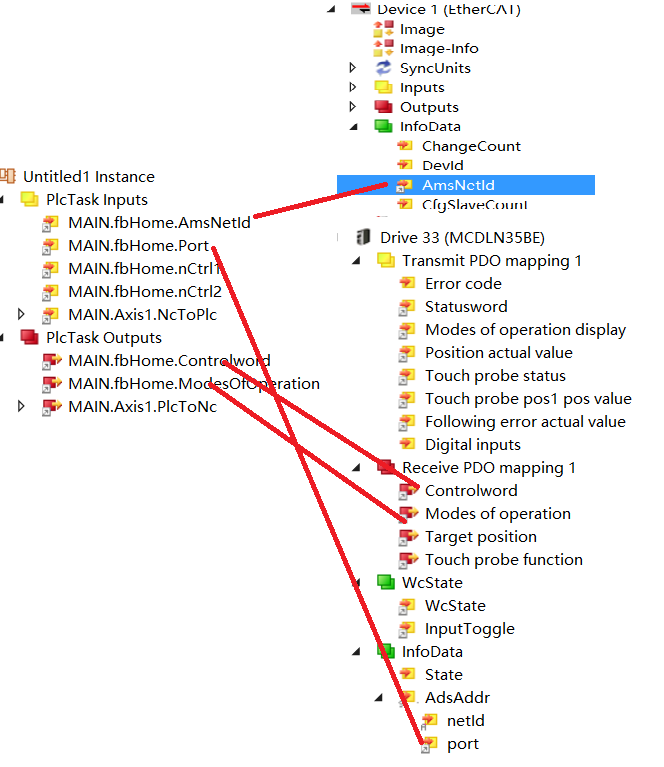 Device 1 (EtherCAT)
Image
Image-Info
SyncUnits
Inputs
Outputs
InfoData
ChangeCount
DevId
AmsNetId
CfgSlaveCount
Untitled1 Instance
PlcTask Inputs
MAIN.fbHome.AmsNetId
MAIN.fbHome.Port
MAIN.fbHome.nCtrl1
MAIN.fbHome.nCtrl2
MAIN.Axis1.NcToPlc
PlcTask Outputs
MAIN.fbHome.Controlword
MAIN.fbHome.ModesOfOperation
MAIN.Axis1.PlcToNc
Drive 33 (MCDLN35BE)
Transmit PDO mapping 1
Error code
Statusword
Modes of operation display
Position actual value
Touch probe status
Touch probe pos1 pos value
Following error actual value
Digital inputs
Receive PDO mapping 1
Controlword
Modes of operation
Target position
Touch probe function
WcState
WcState
InputToggle
InfoData
State
AdsAddr
netId
port